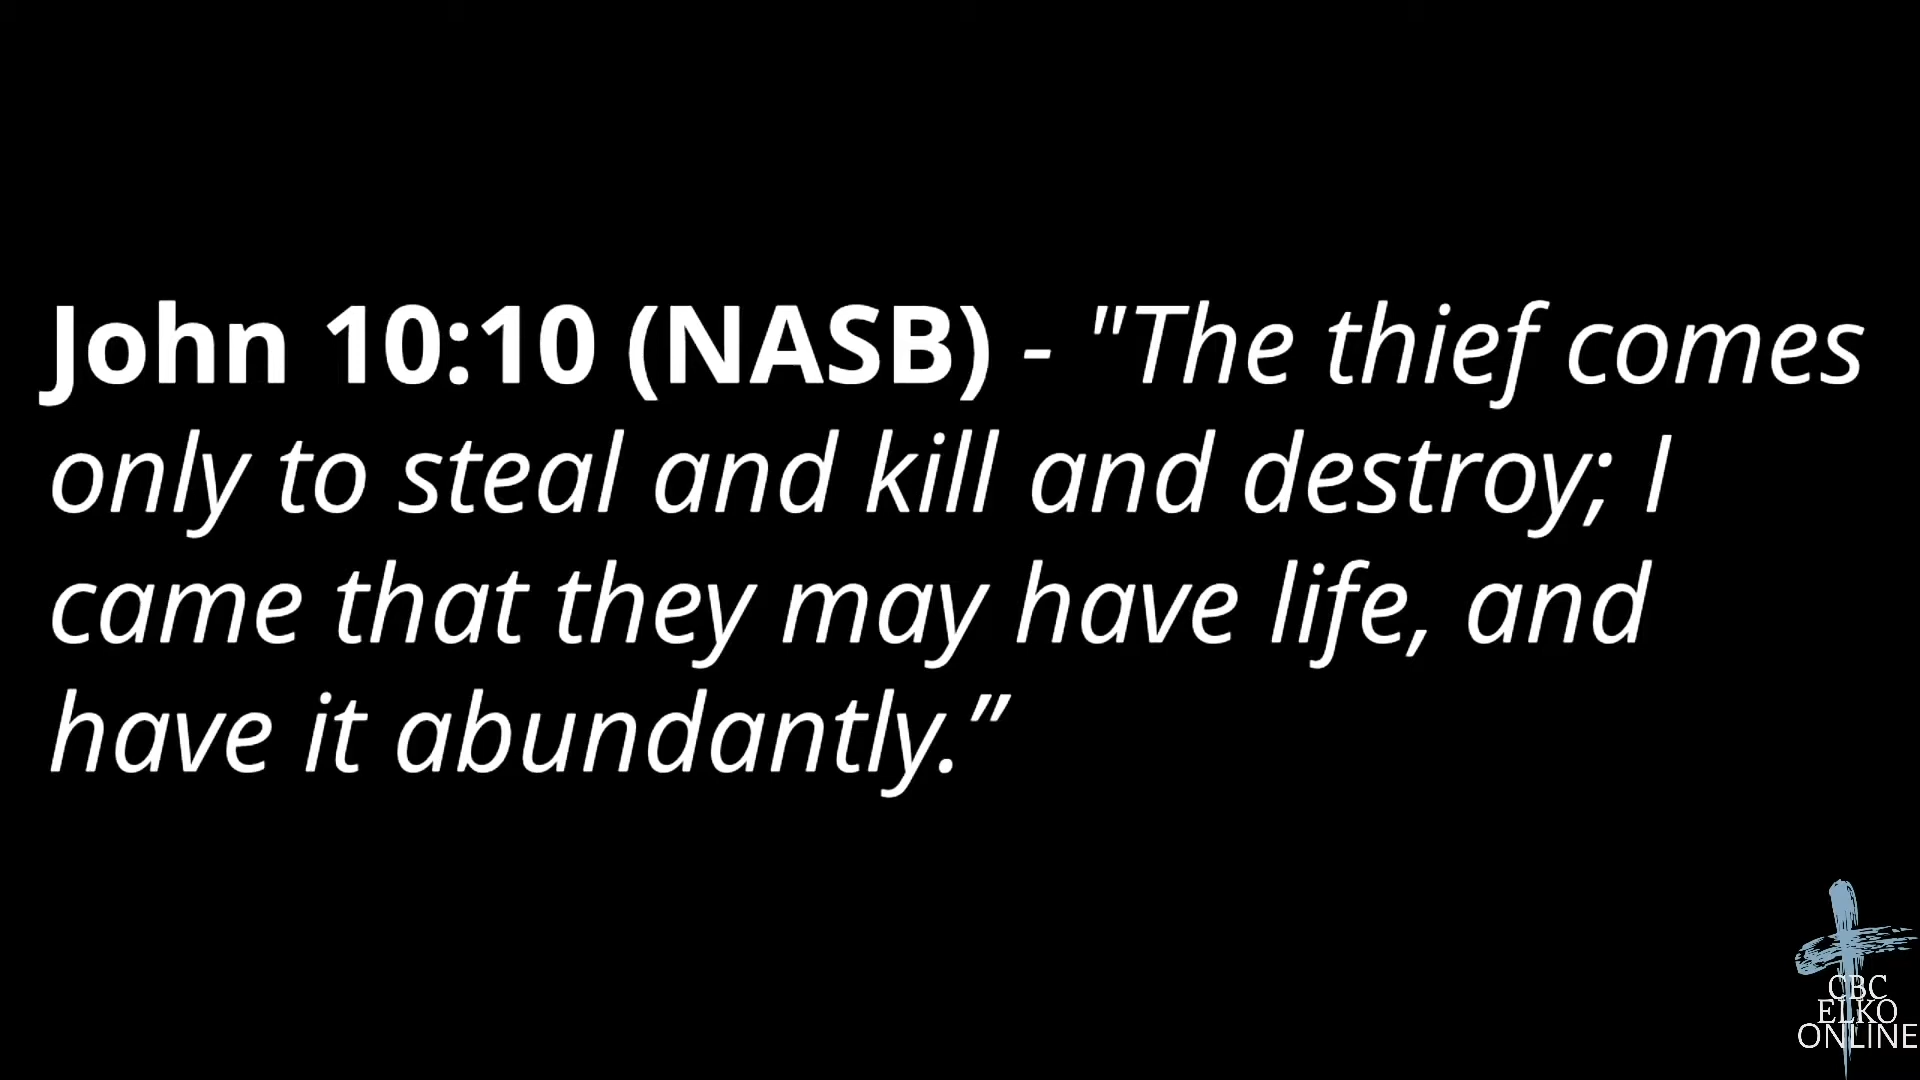 John 10:10 (NASB) - "The thief comes
only to steal and kill and destroy; I
came that they may have life, and
have it abundantly.”
CBC
ELKO
ONLINE